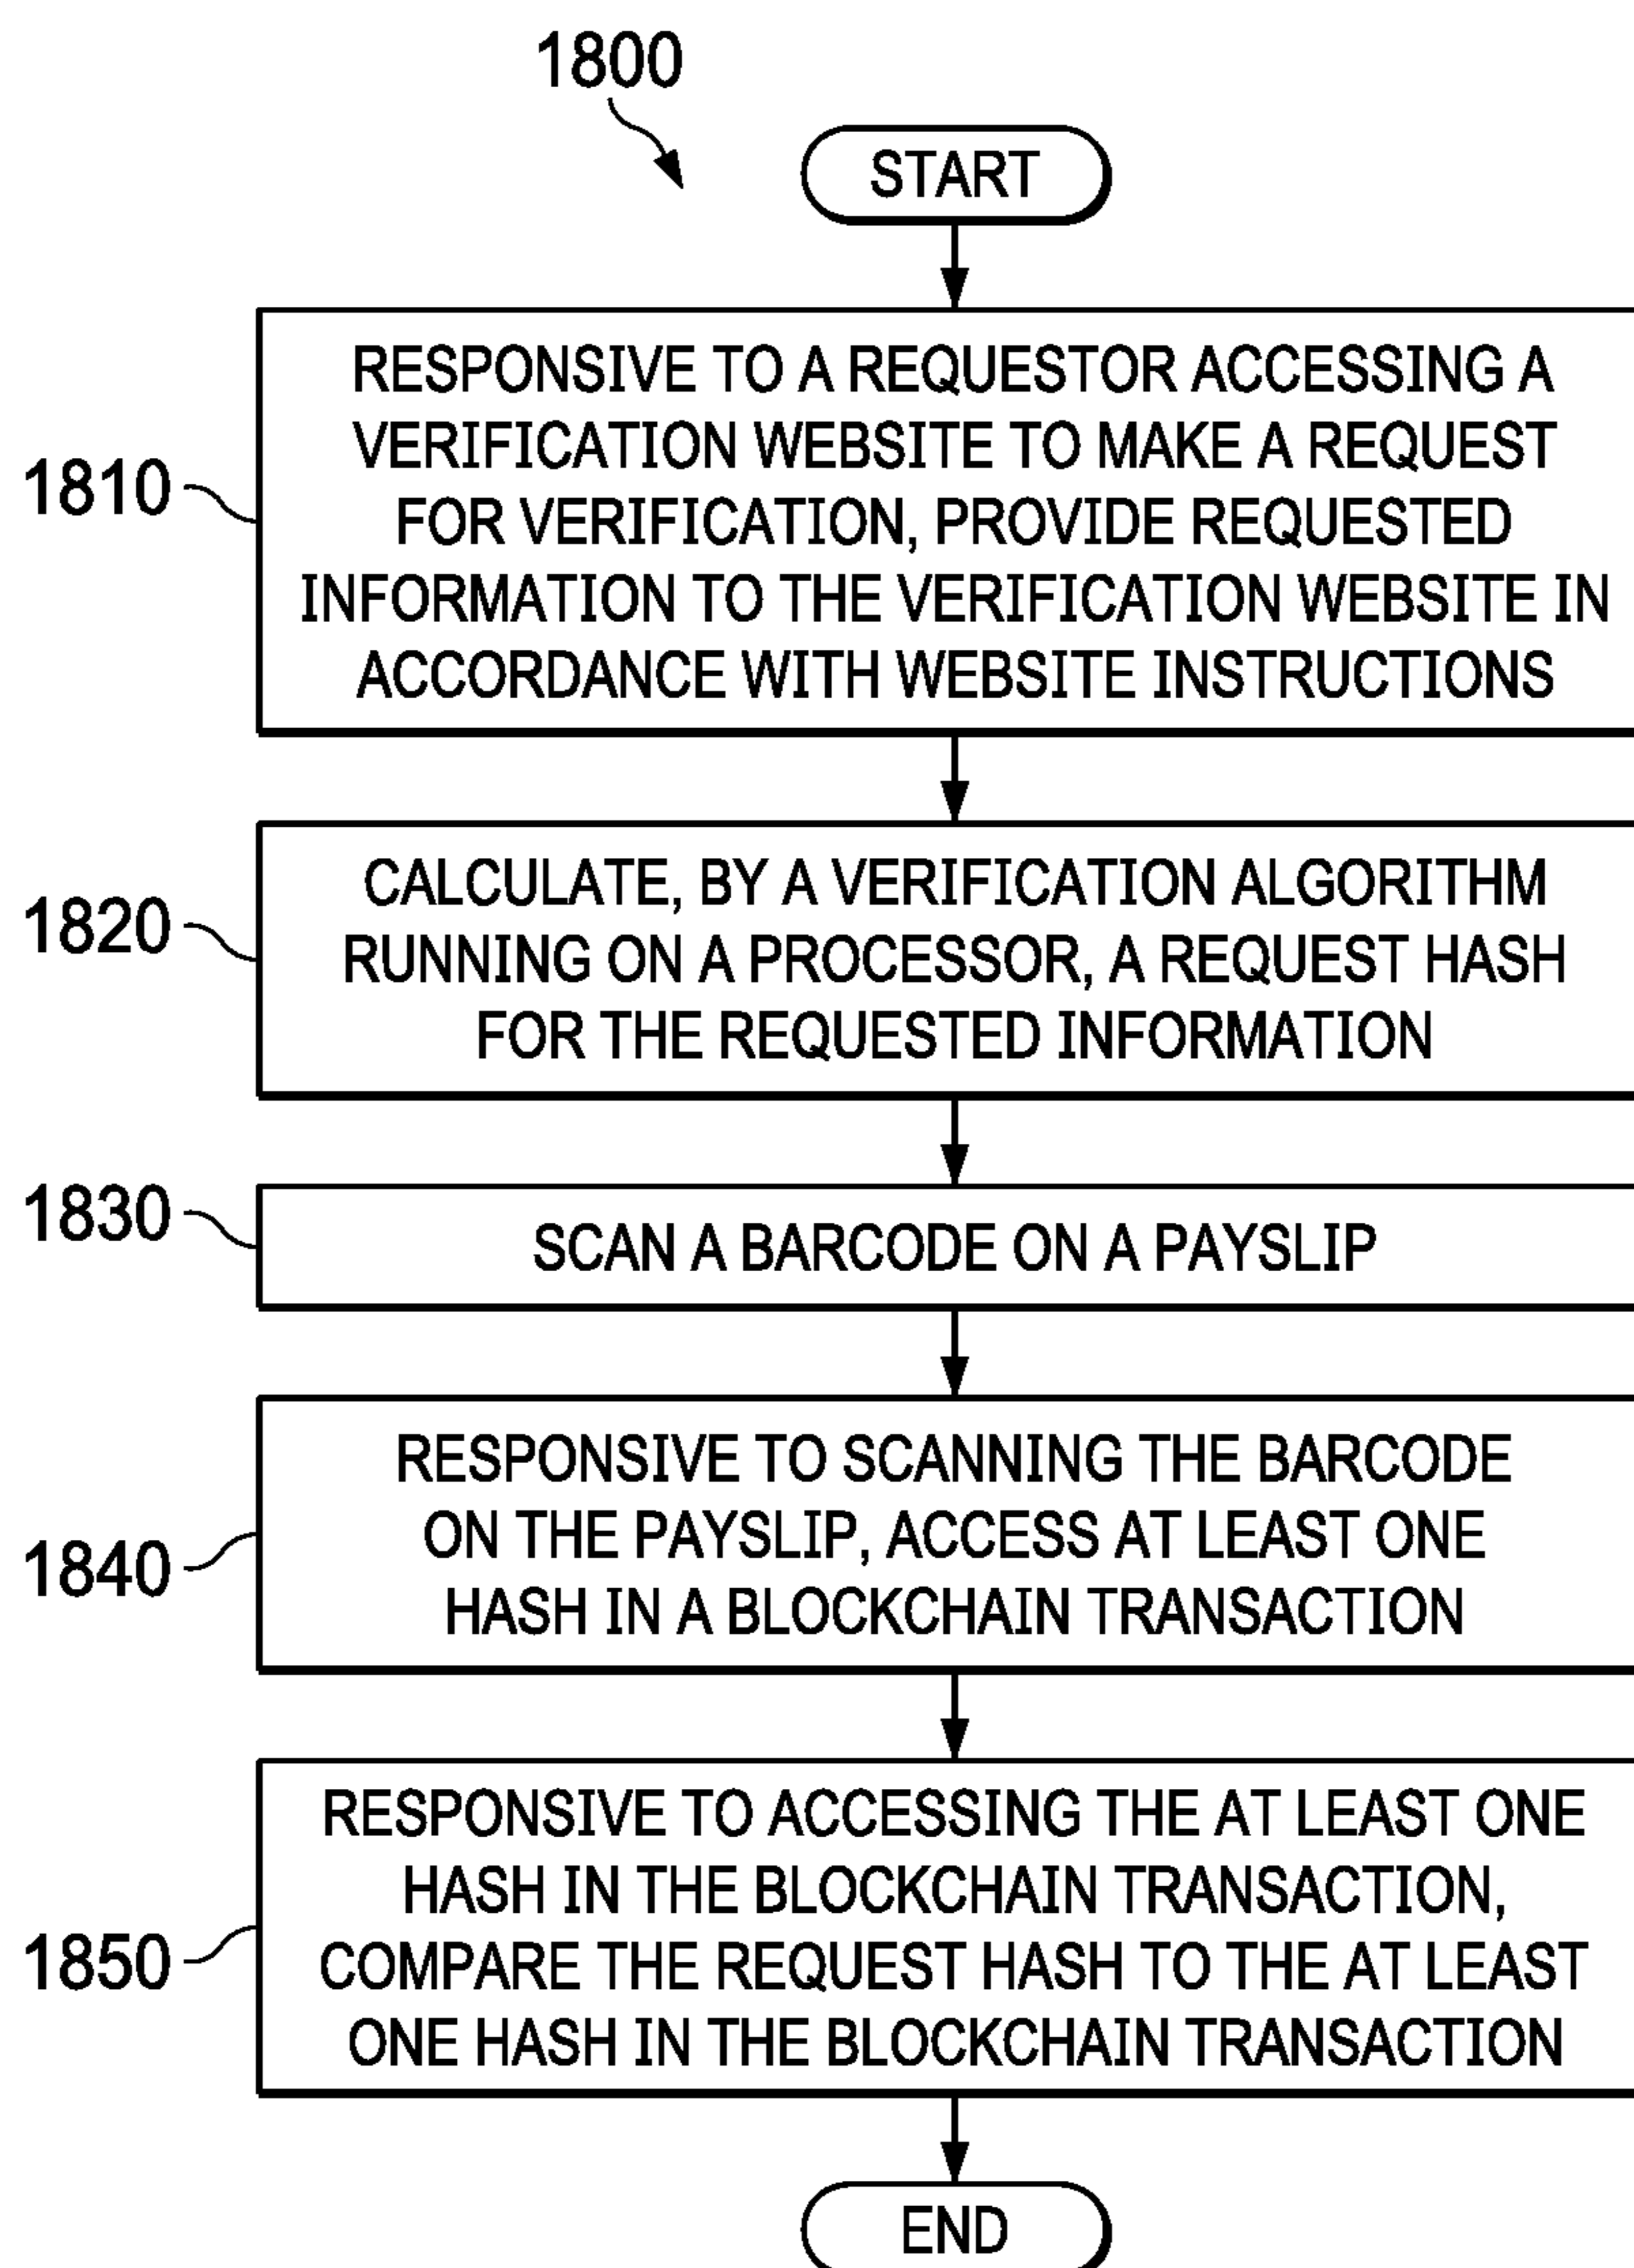 1800
START
1810
RESPONSIVE TO A REQUESTOR ACCESSING A
VERIFICATION WEBSITE TO MAKE A REQUEST
FOR VERIFICATION, PROVIDE REQUESTED
INFORMATION TO THE VERIFICATION WEBSITE IN
ACCORDANCE WITH WEBSITE INSTRUCTIONS
1820
CALCULATE, BY A VERIFICATION ALGORITHM
RUNNING ON A PROCESSOR, A REQUEST HASH
FOR THE REQUESTED INFORMATION
1830
SCAN A BARCODE ON A PAYSLIP
1840
RESPONSIVE TO SCANNING THE BARCODE
ON THE PAYSLIP, ACCESS AT LEAST ONE
HASH IN A BLOCKCHAIN TRANSACTION
1850
RESPONSIVE TO ACCESSING THE AT LEAST ONE
HASH IN THE BLOCKCHAIN TRANSACTION,
COMPARE THE REQUEST HASH TO THE AT LEAST
ONE HASH IN THE BLOCKCHAIN TRANSACTION
END